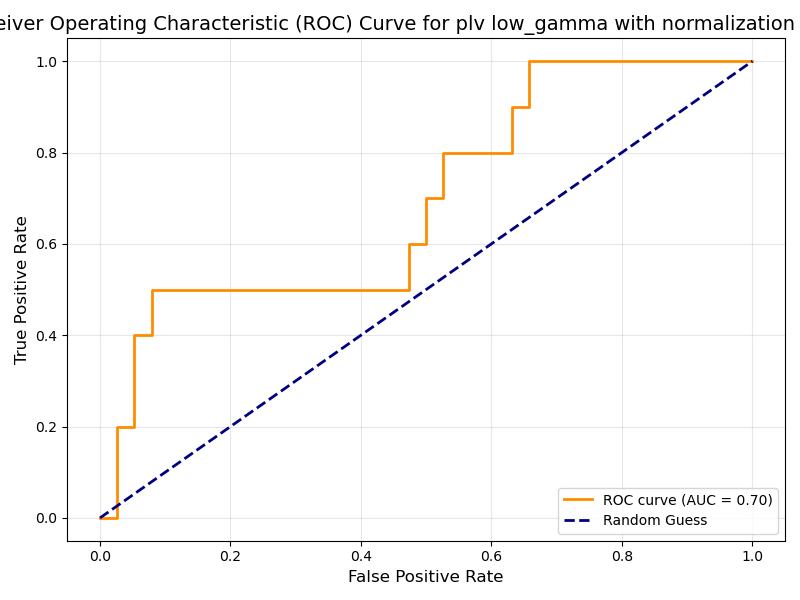 eiver Operating Characteristic (ROC) Curve for plv low_gamma with normalization
1.0
0.8
0.6
0.4
0.2
0.0
True Positive Rate
0.0 0.2 0.4 0.6 0.8 1.0
False Positive Rate
ROC curve (AUC = 0.70)
Random Guess